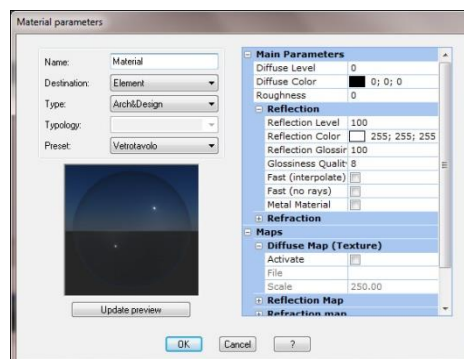 Material parameters
Name: Material
Destination: Element
Type: Arch&Design
Typology:
Preset: Vetrotavolo
Update preview
Main Parameters
Diffuse Level 0
Diffuse Color 0; 0; 0
Roughness 0
Reflection
Reflection Level 100
Reflection Color 255; 255; 255
Reflection Glossin 100
Glossiness Qualit 8
Fast (interpolate)
Fast (no rays)
Metal Material
Refraction
Maps
Diffuse Map (Texture)
Activate
File
Scale 250.00
Reflection Map
Refraction map
OK Cancel ?